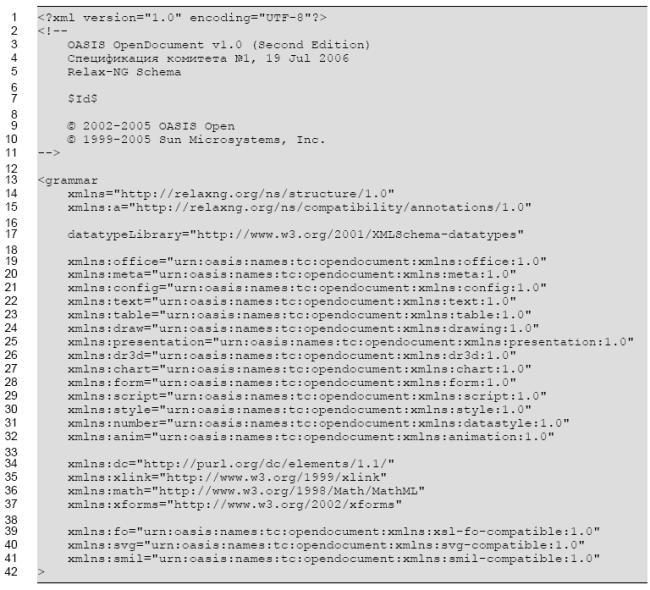 1 <?xml version="1.0" encoding="UTF-8"?>
2 <!--
3 OASIS OpenDocument v1.0 (Second Edition)
4 Спецификация комитета №1, 19 Jul 2006
5 Relax-NG Schema
6
7 $Id$
8
9 © 2002-2005 OASIS Open
10 © 1999-2005 Sun Microsystems, Inc.
11 -->
12
13 <grammar
14 xmlns="http://relaxng.org/ns/structure/1.0"
15 xmlns:a="http://relaxng.org/ns/compatibility/annotations/1.0"
16
17 datatypeLibrary="http://www.w3.org/2001/XMLSchema-datatypes"
18
19 xmlns:office="urn:oasis:names:tc:opendocument:xmlns:office:1.0"
20 xmlns:meta="urn:oasis:names:tc:opendocument:xmlns:meta:1.0"
21 xmlns:config="urn:oasis:names:tc:opendocument:xmlns:config:1.0"
22 xmlns:text="urn:oasis:names:tc:opendocument:xmlns:text:1.0"
23 xmlns:table="urn:oasis:names:tc:opendocument:xmlns:table:1.0"
24 xmlns:draw="urn:oasis:names:tc:opendocument:xmlns:drawing:1.0"
25 xmlns:presentation="urn:oasis:names:tc:opendocument:xmlns:presentation:1.0"
26 xmlns:dr3d="urn:oasis:names:tc:opendocument:xmlns:dr3d:1.0"
27 xmlns:chart="urn:oasis:names:tc:opendocument:xmlns:chart:1.0"
28 xmlns:form="urn:oasis:names:tc:opendocument:xmlns:form:1.0"
29 xmlns:script="urn:oasis:names:tc:opendocument:xmlns:script:1.0"
30 xmlns:style="urn:oasis:names:tc:opendocument:xmlns:style:1.0"
31 xmlns:number="urn:oasis:names:tc:opendocument:xmlns:datastyle:1.0"
32 xmlns:anim="urn:oasis:names:tc:opendocument:xmlns:animation:1.0"
33
34 xmlns:dc="http://purl.org/dc/elements/1.1/"
35 xmlns:xlink="http://www.w3.org/1999/xlink"
36 xmlns:math="http://www.w3.org/1998/Math/MathML"
37 xmlns:xforms="http://www.w3.org/2002/xforms"
38
39 xmlns:fo="urn:oasis:names:tc:opendocument:xmlns:xsl-fo-compatible:1.0"
40 xmlns:svg="urn:oasis:names:tc:opendocument:xmlns:svg-compatible:1.0"
41 xmlns:smil="urn:oasis:names:tc:opendocument:xmlns:smil-compatible:1.0"
42 >